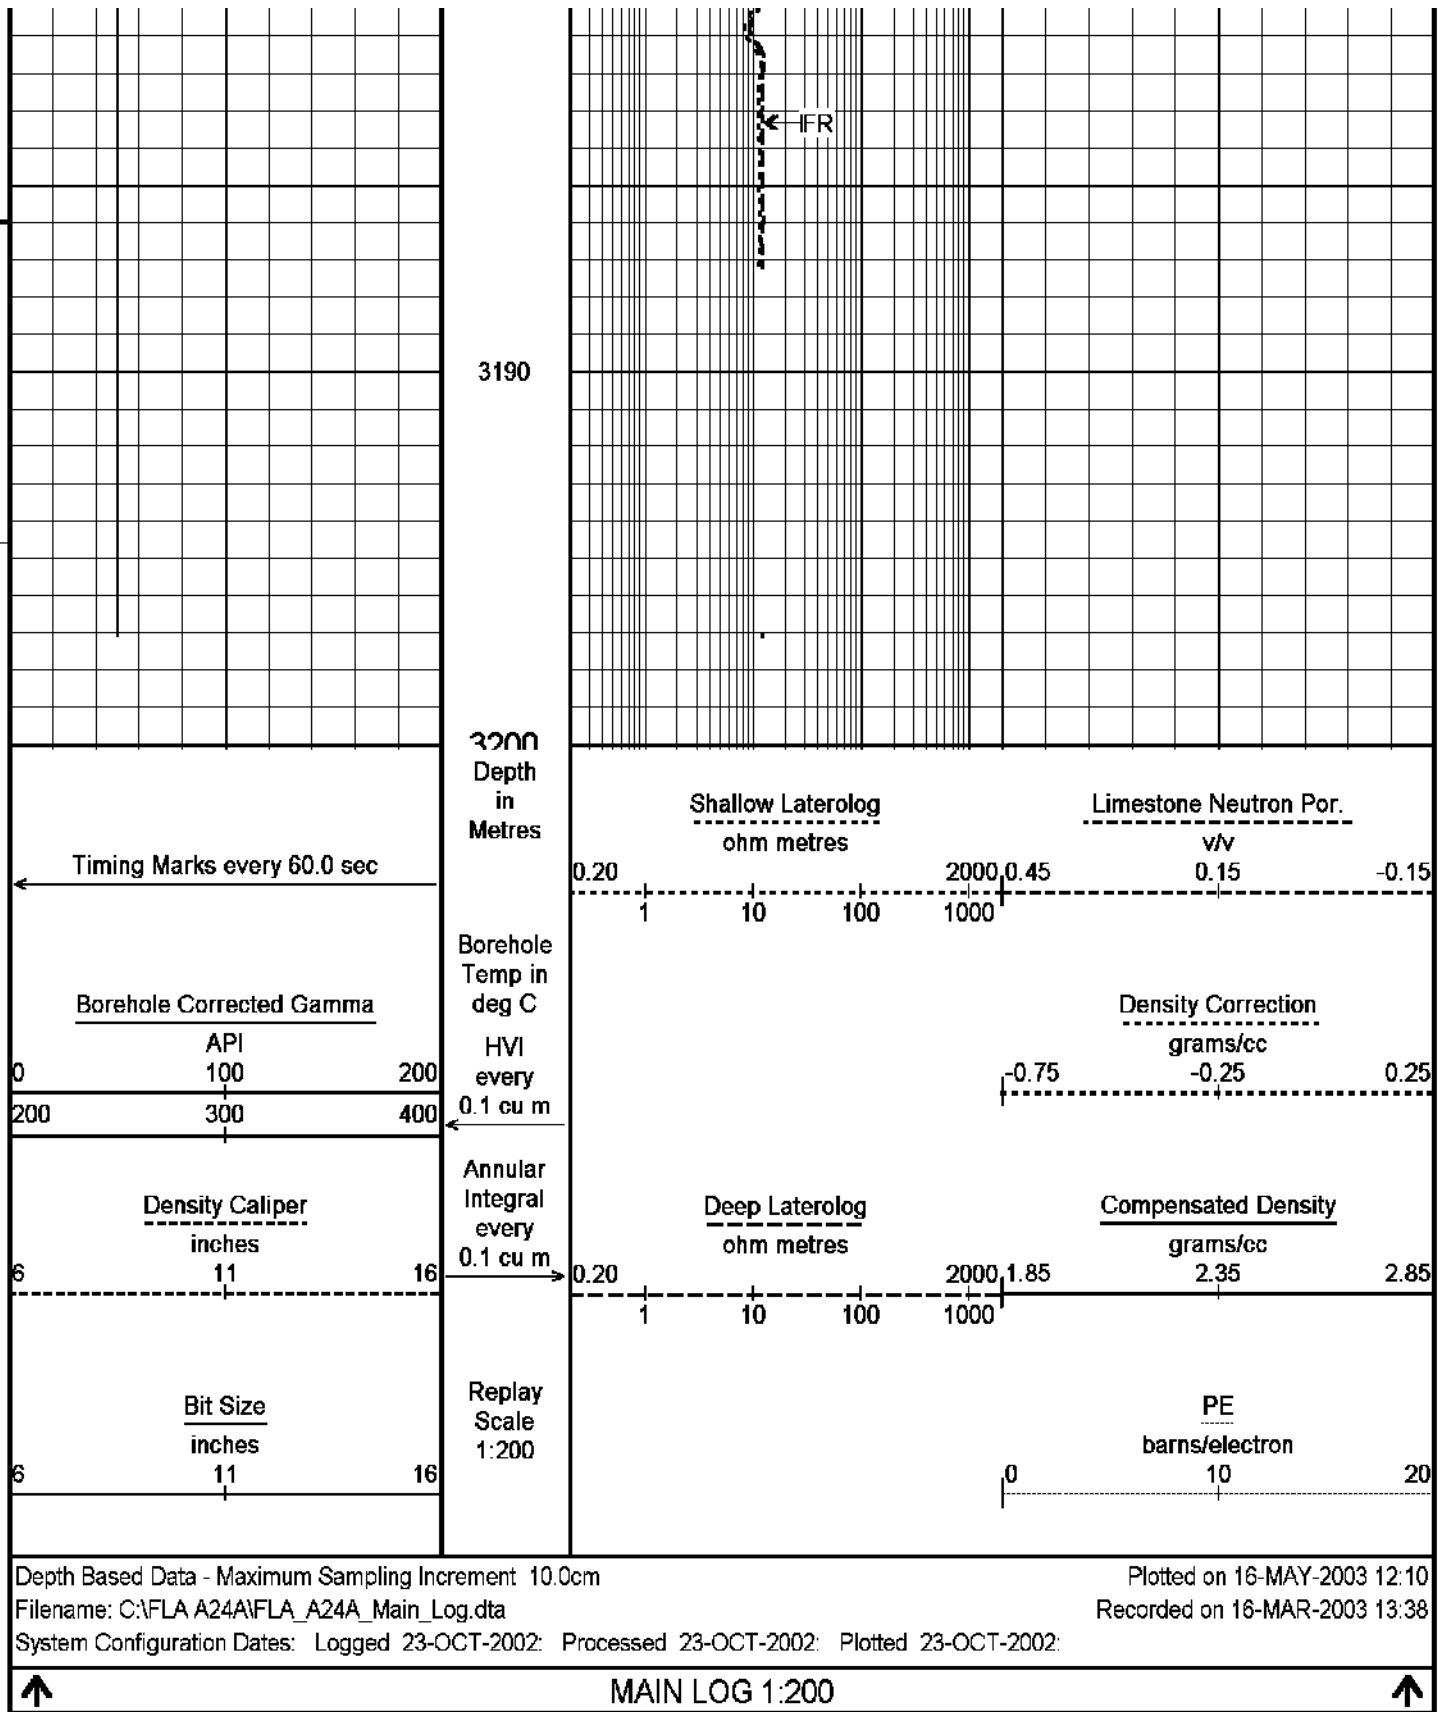 IFR
3190
3200
Depth
in
Metres
Shallow Laterolog
ohm metres
0.20 2000
1 10 100 1000
Limestone Neutron Por.
v/v
0.45 0.15 -0.15
Timing Marks every 60.0 sec
Borehole
Temp in
deg C
Borehole Corrected Gamma
API
0 100 200
200 300 400
HVI
every
0.1 cu m
Density Correction
grams/cc
-0.75 -0.25 0.25
Density Caliper
inches
6 11 16
Annular
Integral
every
0.1 cu m
Deep Laterolog
ohm metres
0.20 2000
1 10 100 1000
Compensated Density
grams/cc
1.85 2.35 2.85
Bit Size
inches
6 11 16
Replay
Scale
1:200
PE
barns/electron
0 10 20
Depth Based Data - Maximum Sampling Increment 10.0cm
Plotted on 16-MAY-2003 12:10
Filename: C:\FLA A24A\FLA_A24A_Main_Log.dta
Recorded on 16-MAR-2003 13:38
System Configuration Dates: Logged 23-OCT-2002: Processed 23-OCT-2002: Plotted 23-OCT-2002:
MAIN LOG 1:200